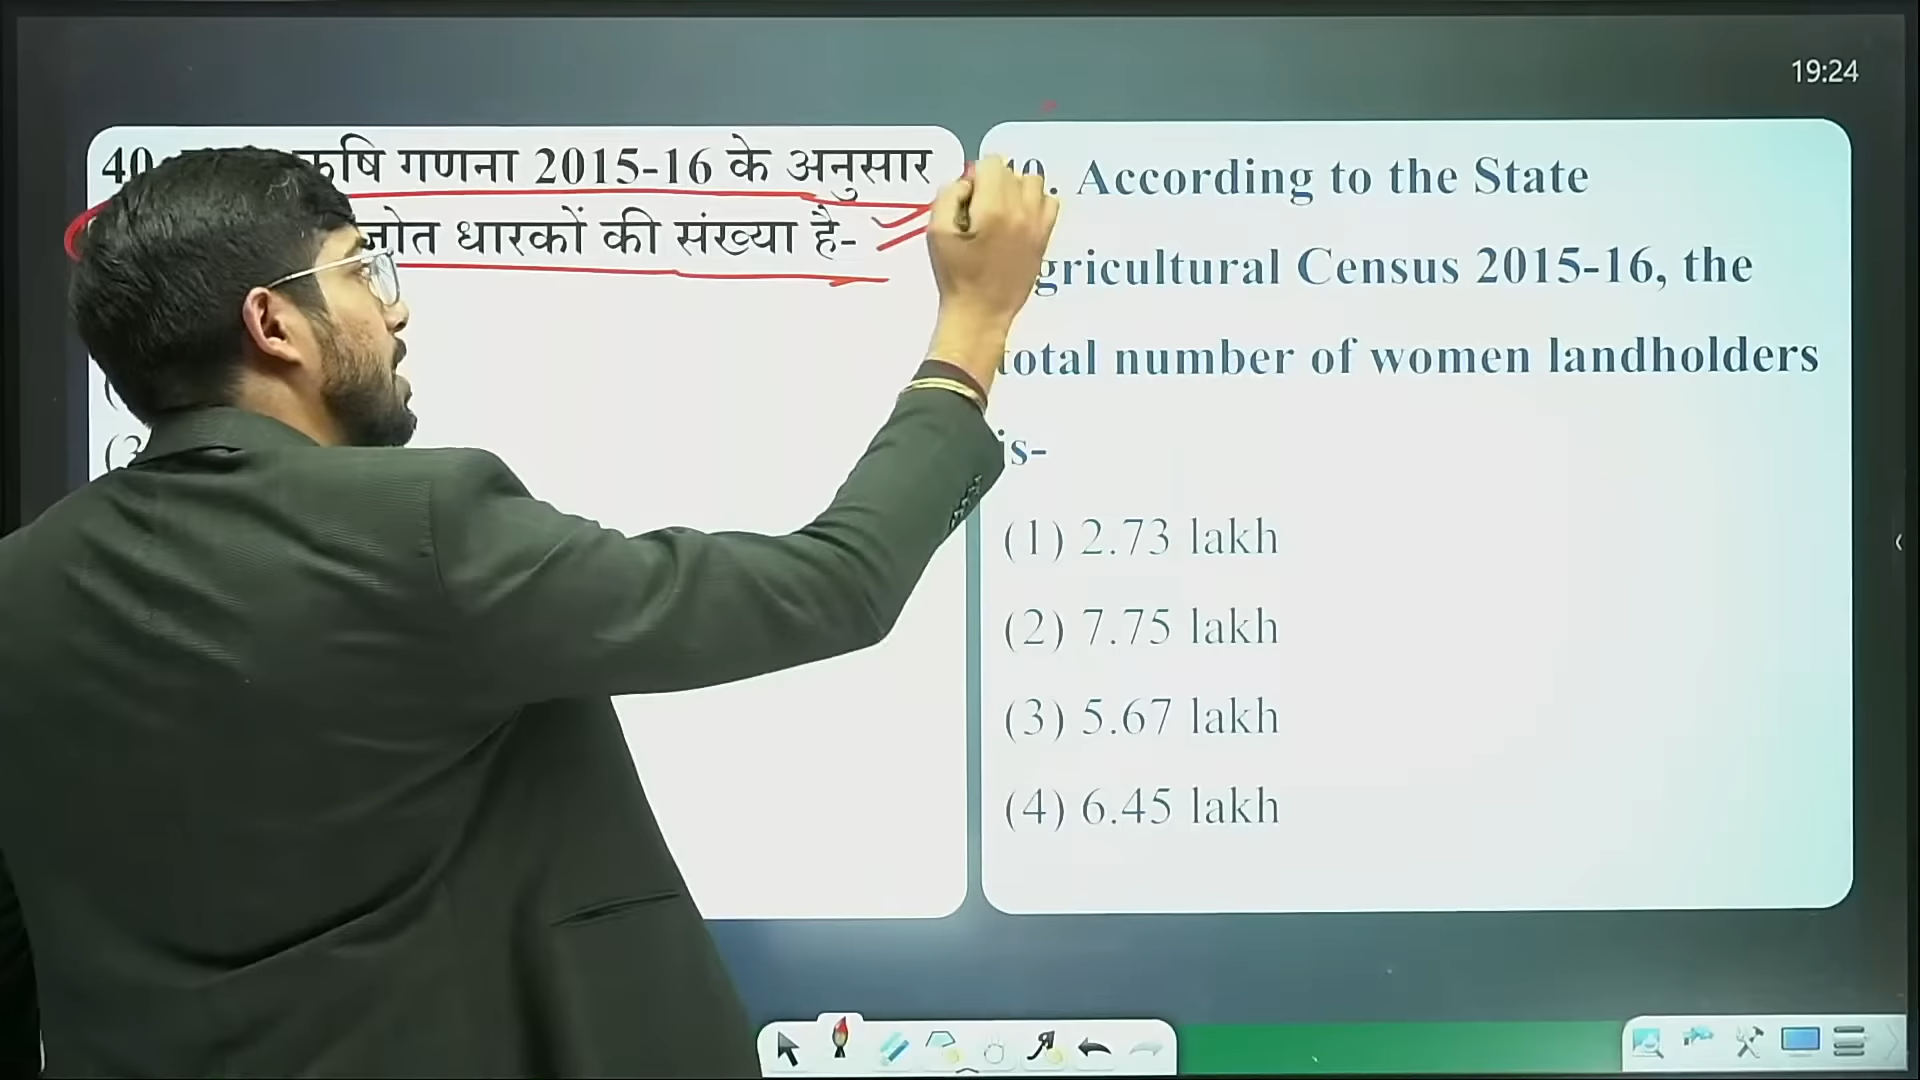 19:24
40. कृषि गणना 2015-16 के अनुसार
जोत धारकों की संख्या है-
40. According to the State
gricultural Census 2015-16, the
total number of women landholders
is-
(1) 2.73 lakh
(2) 7.75 lakh
(3) 5.67 lakh
(4) 6.45 lakh